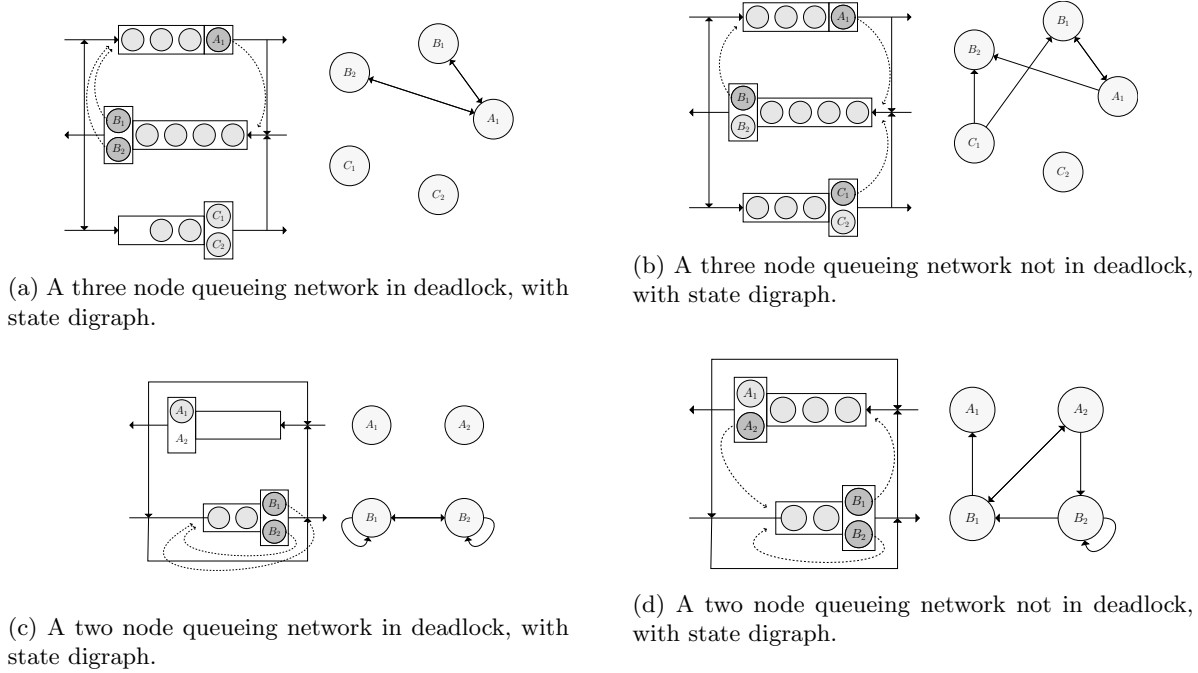 A₁
B₁
B₂
C₁
C₂
B₁
B₂
A₁
C₁
C₂
(a) A three node queueing network in deadlock, with
state digraph.
A₁
B₁
B₂
C₁
C₂
B₁
B₂
A₁
C₁
C₂
(b) A three node queueing network not in deadlock,
with state digraph.
A₁
A₂
B₁
B₂
A₁
A₂
B₁
B₂
(c) A two node queueing network in deadlock, with
state digraph.
A₁
A₂
B₁
B₂
A₁
A₂
B₁
B₂
(d) A two node queueing network not in deadlock,
with state digraph.